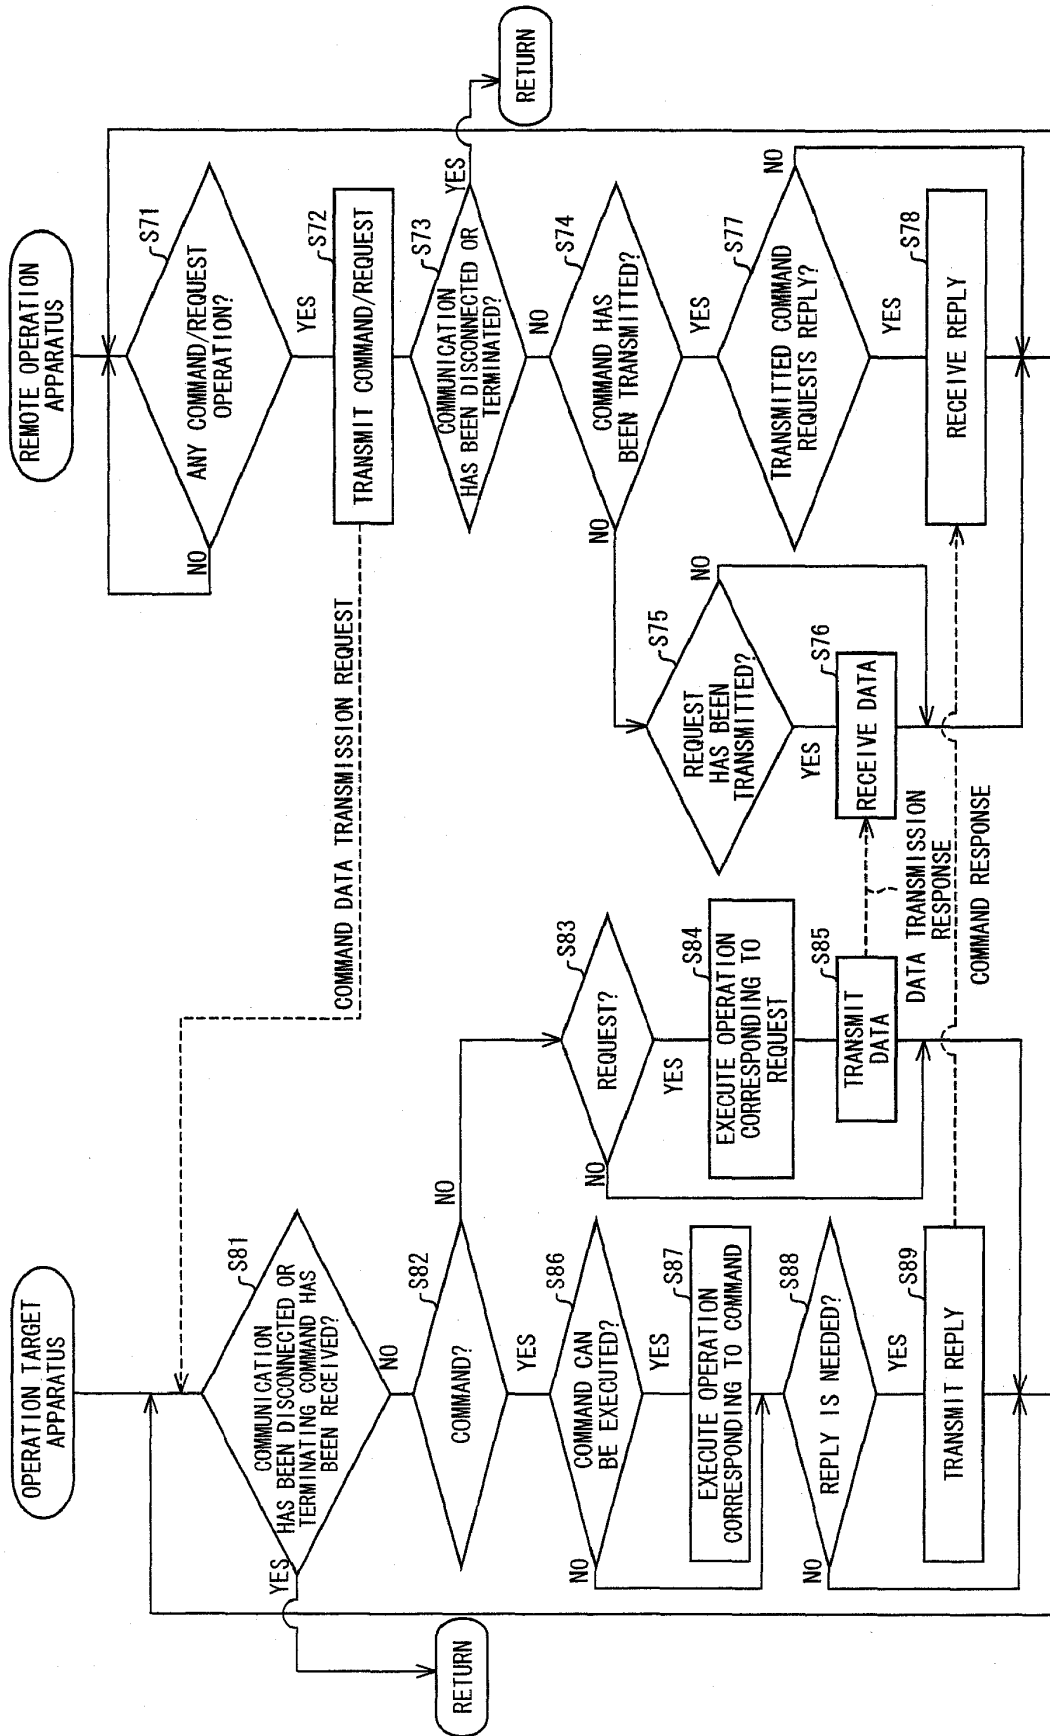 OPERATION TARGET
APPARATUS
S81
COMMUNICATION
HAS BEEN DISCONNECTED OR
TERMINATING COMMAND HAS
BEEN RECEIVED?
YES
NO
RETURN
S82
COMMAND?
NO
YES
S83
REQUEST?
NO
YES
S84
EXECUTE OPERATION
CORRESPONDING TO
REQUEST
S85
TRANSMIT
DATA
S86
COMMAND CAN
BE EXECUTED?
NO
YES
S87
EXECUTE OPERATION
CORRESPONDING TO COMMAND
S88
REPLY IS NEEDED?
NO
YES
S89
TRANSMIT REPLY
COMMAND DATA TRANSMISSION REQUEST
DATA TRANSMISSION
RESPONSE
COMMAND RESPONSE
REMOTE OPERATION
APPARATUS
S71
ANY COMMAND/REQUEST
OPERATION?
NO
YES
S72
TRANSMIT COMMAND/REQUEST
S73
COMMUNICATION
HAS BEEN DISCONNECTED OR
TERMINATED?
YES
NO
RETURN
S74
COMMAND HAS
BEEN TRANSMITTED?
NO
YES
S75
REQUEST
HAS BEEN
TRANSMITTED?
NO
YES
S76
RECEIVE DATA
S77
TRANSMITTED COMMAND
REQUESTS REPLY?
NO
YES
S78
RECEIVE REPLY